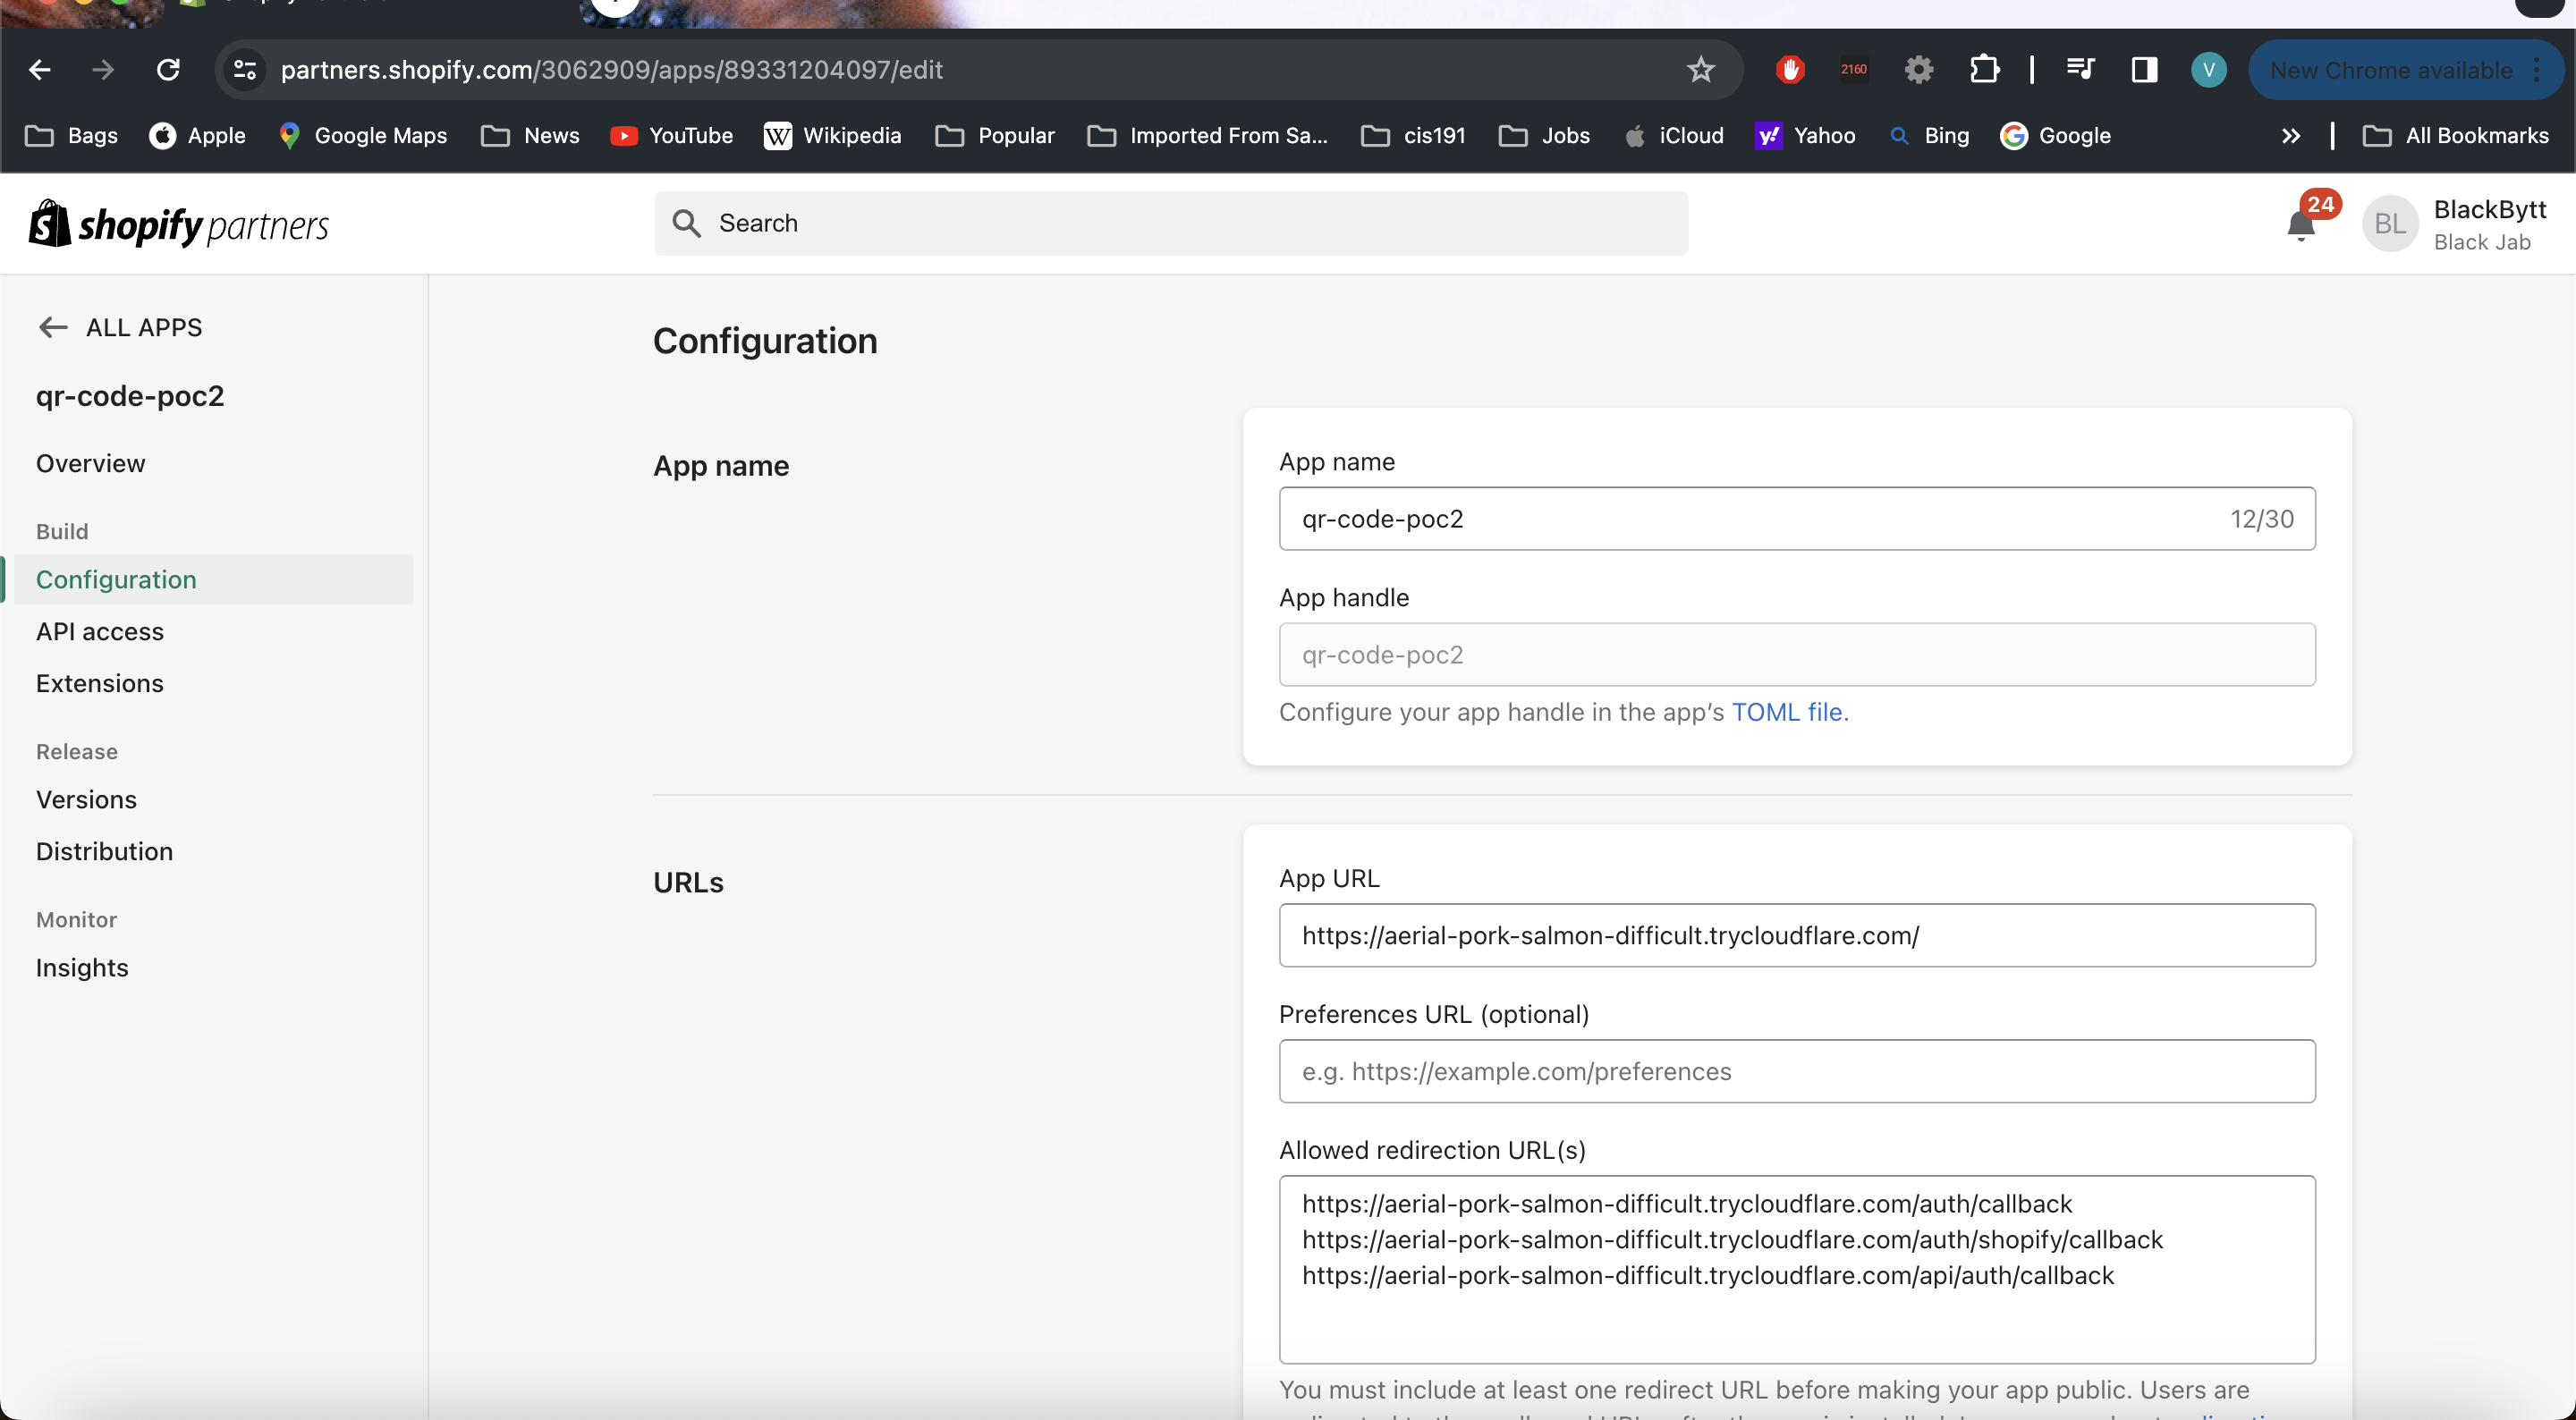 partners.shopify.com/3062909/apps/89331204097/edit
2160
V
New Chrome available
Bags
Apple
Google Maps
News
YouTube
W
Wikipedia
Popular
Imported From Sa...
cis191
Jobs
iCloud
y!
Yahoo
Bing
G
Google
»
All Bookmarks
shopify partners
Search
24
BL
BlackBytt
Black Jab
ALL APPS
qr-code-poc2
Overview
Build
Configuration
API access
Extensions
Release
Versions
Distribution
Monitor
Insights
Configuration
App name
App name
qr-code-poc2
12/30
App handle
qr-code-poc2
Configure your app handle in the app's TOML file.
URLs
App URL
https://aerial-pork-salmon-difficult.trycloudflare.com/
Preferences URL (optional)
e.g. https://example.com/preferences
Allowed redirection URL(s)
https://aerial-pork-salmon-difficult.trycloudflare.com/auth/callback
https://aerial-pork-salmon-difficult.trycloudflare.com/auth/shopify/callback
https://aerial-pork-salmon-difficult.trycloudflare.com/api/auth/callback
You must include at least one redirect URL before making your app public. Users are